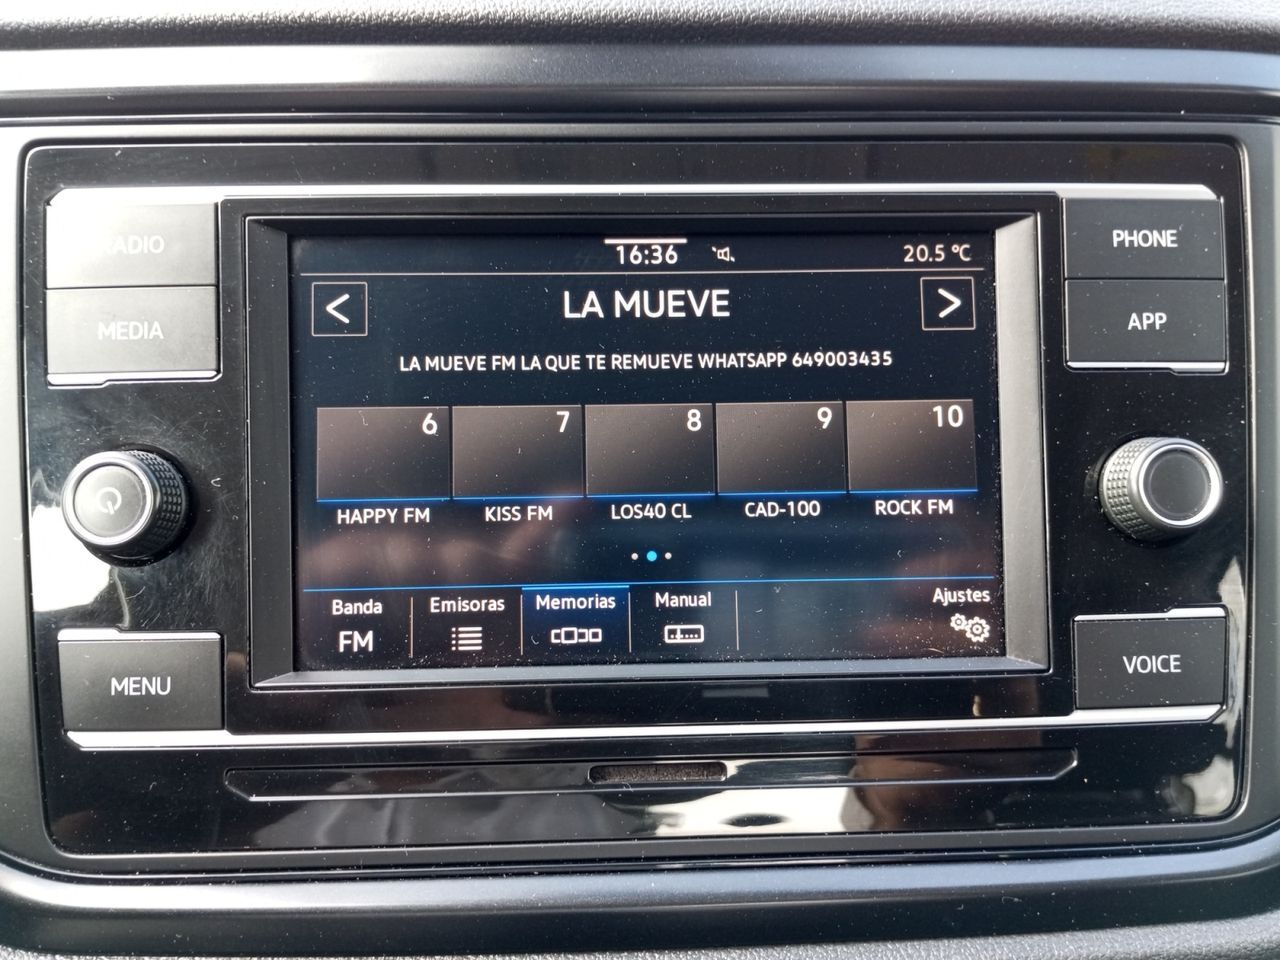 RADIO
MEDIA
MENU
PHONE
APP
VOICE
16:36
20.5 °C
<
LA MUEVE
>
LA MUEVE FM LA QUE TE REMUEVE WHATSAPP 649003435
6 7 8 9 10
HAPPY FM KISS FM LOS40 CL CAD-100 ROCK FM
Banda Emisoras Memorias Manual Ajustes
FM